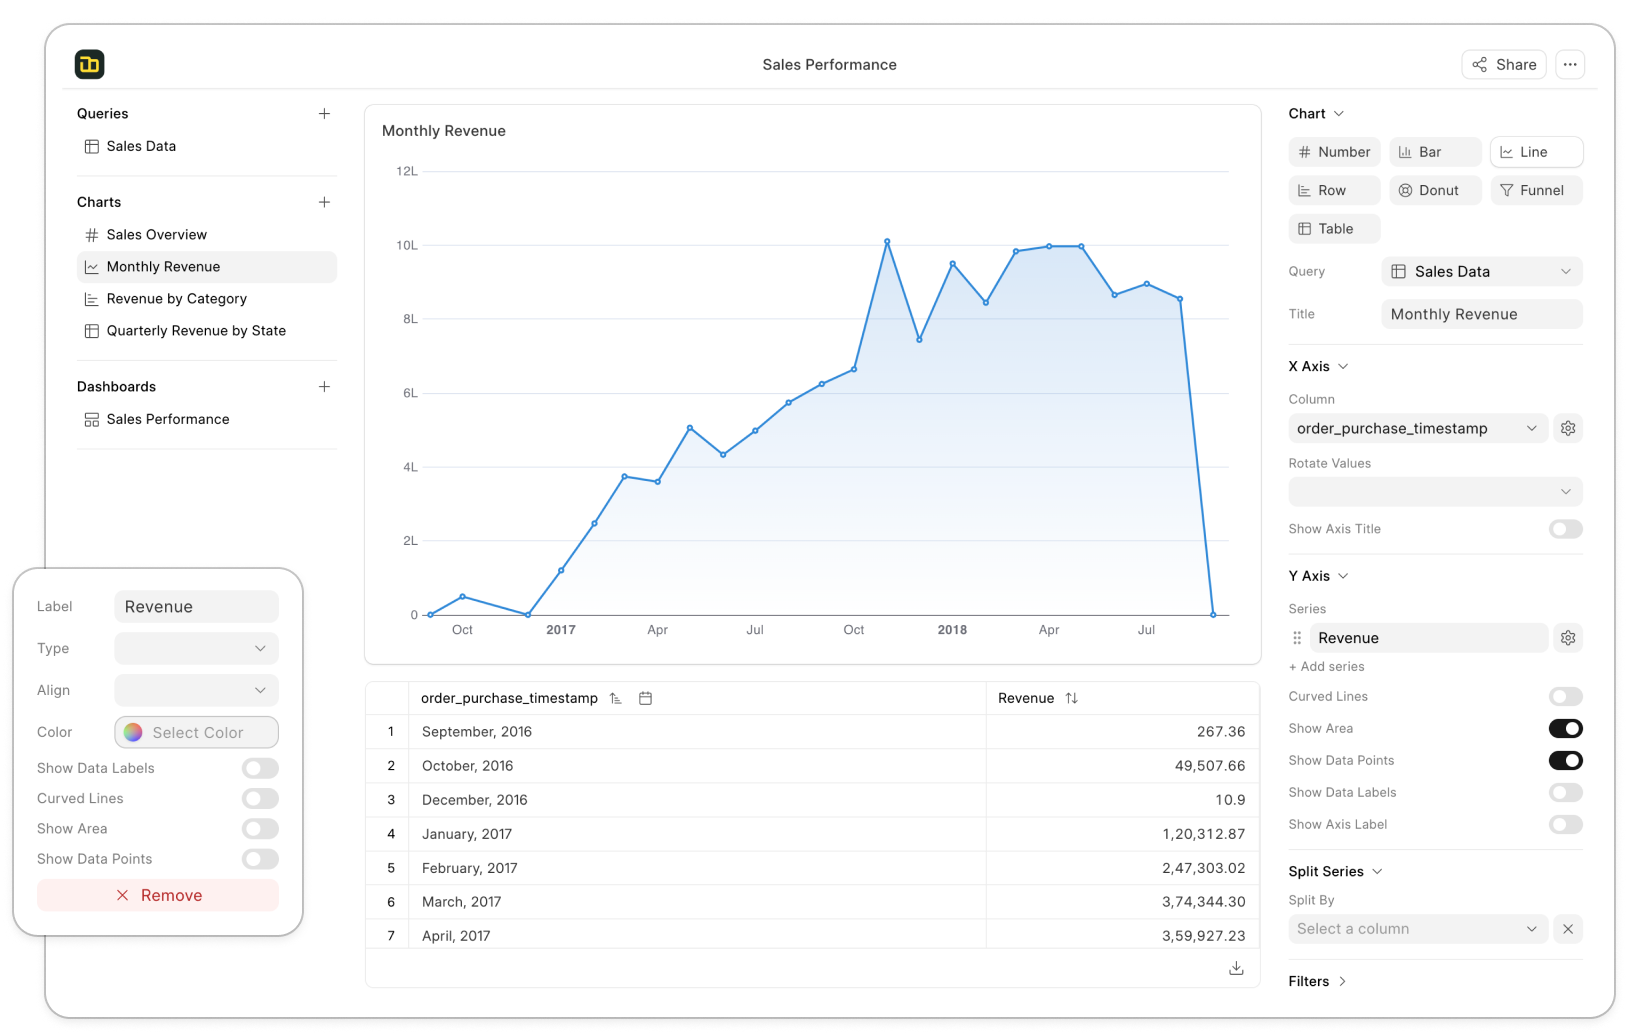 Sales Performance
Share
Queries
Sales Data
Charts
Sales Overview
Monthly Revenue
Revenue by Category
Quarterly Revenue by State
Dashboards
Sales Performance
Label
Revenue
Type
Align
Color
Select Color
Show Data Labels
Curved Lines
Show Area
Show Data Points
Remove
Monthly Revenue
12L
10L
8L
6L
4L
2L
0
Oct 2017 Apr Jul Oct 2018 Apr Jul
order_purchase_timestamp Revenue
1 September, 2016 267.36
2 October, 2016 49,507.66
3 December, 2016 10.9
4 January, 2017 1,20,312.87
5 February, 2017 2,47,303.02
6 March, 2017 3,74,344.30
7 April, 2017 3,59,927.23
Chart
Number Bar Line
Row Donut Funnel
Table
Query Sales Data
Title Monthly Revenue
X Axis
Column
order_purchase_timestamp
Rotate Values
Show Axis Title
Y Axis
Series
Revenue
+ Add series
Curved Lines
Show Area
Show Data Points
Show Data Labels
Show Axis Label
Split Series
Split By
Select a column
Filters